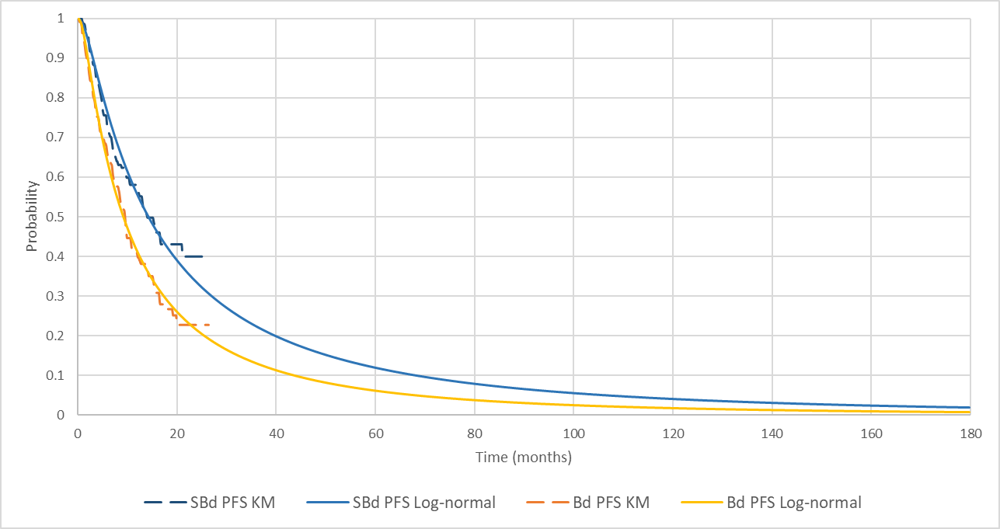 1
0.9
0.8
0.7
0.6
0.5
0.4
0.3
0.2
0.1
0
Probability
0 20 40 60 80 100 120 140 160 180
Time (months)
SBd PFS KM SBd PFS Log-normal Bd PFS KM Bd PFS Log-normal